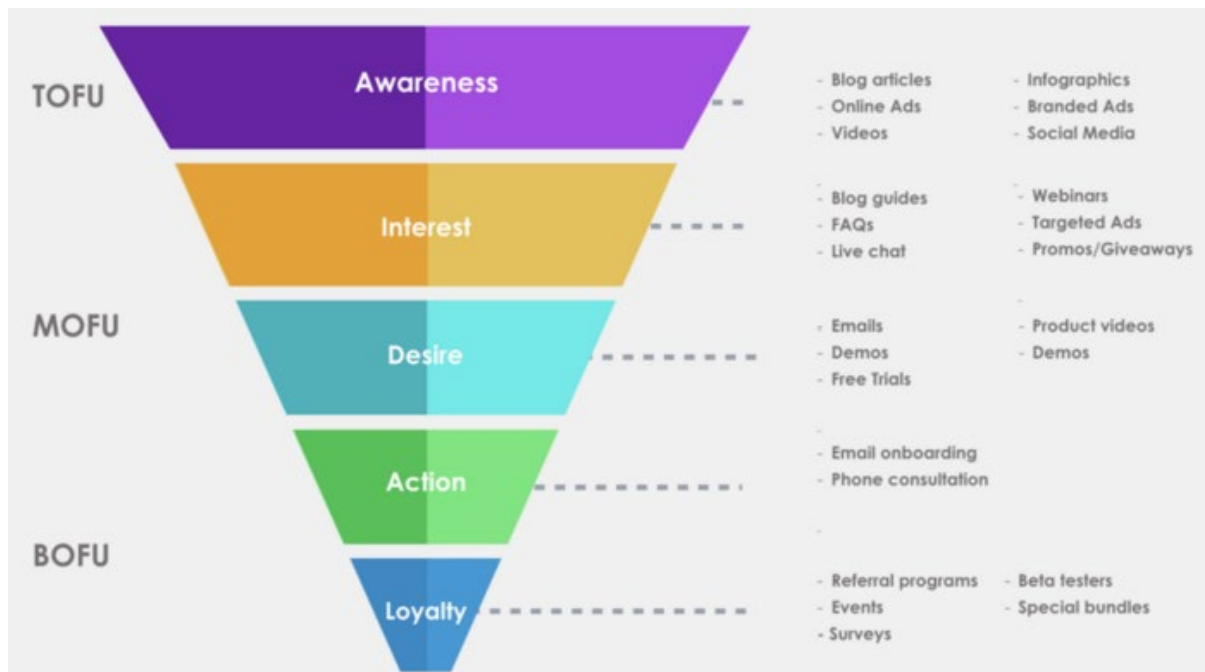 TOFU
Awareness
- Blog articles
- Online Ads
- Videos
- Infographics
- Branded Ads
- Social Media
Interest
-
- Blog guides
- FAQs
- Live chat
-
- Webinars
- Targeted Ads
- Promos/Giveaways
MOFU
Desire
- Emails
- Demos
- Free Trials
-
- Product videos
- Demos
Action
-
- Email onboarding
- Phone consultation
-
BOFU
Loyalty
- Referral programs
- Events
- Surveys
- Beta testers
- Special bundles